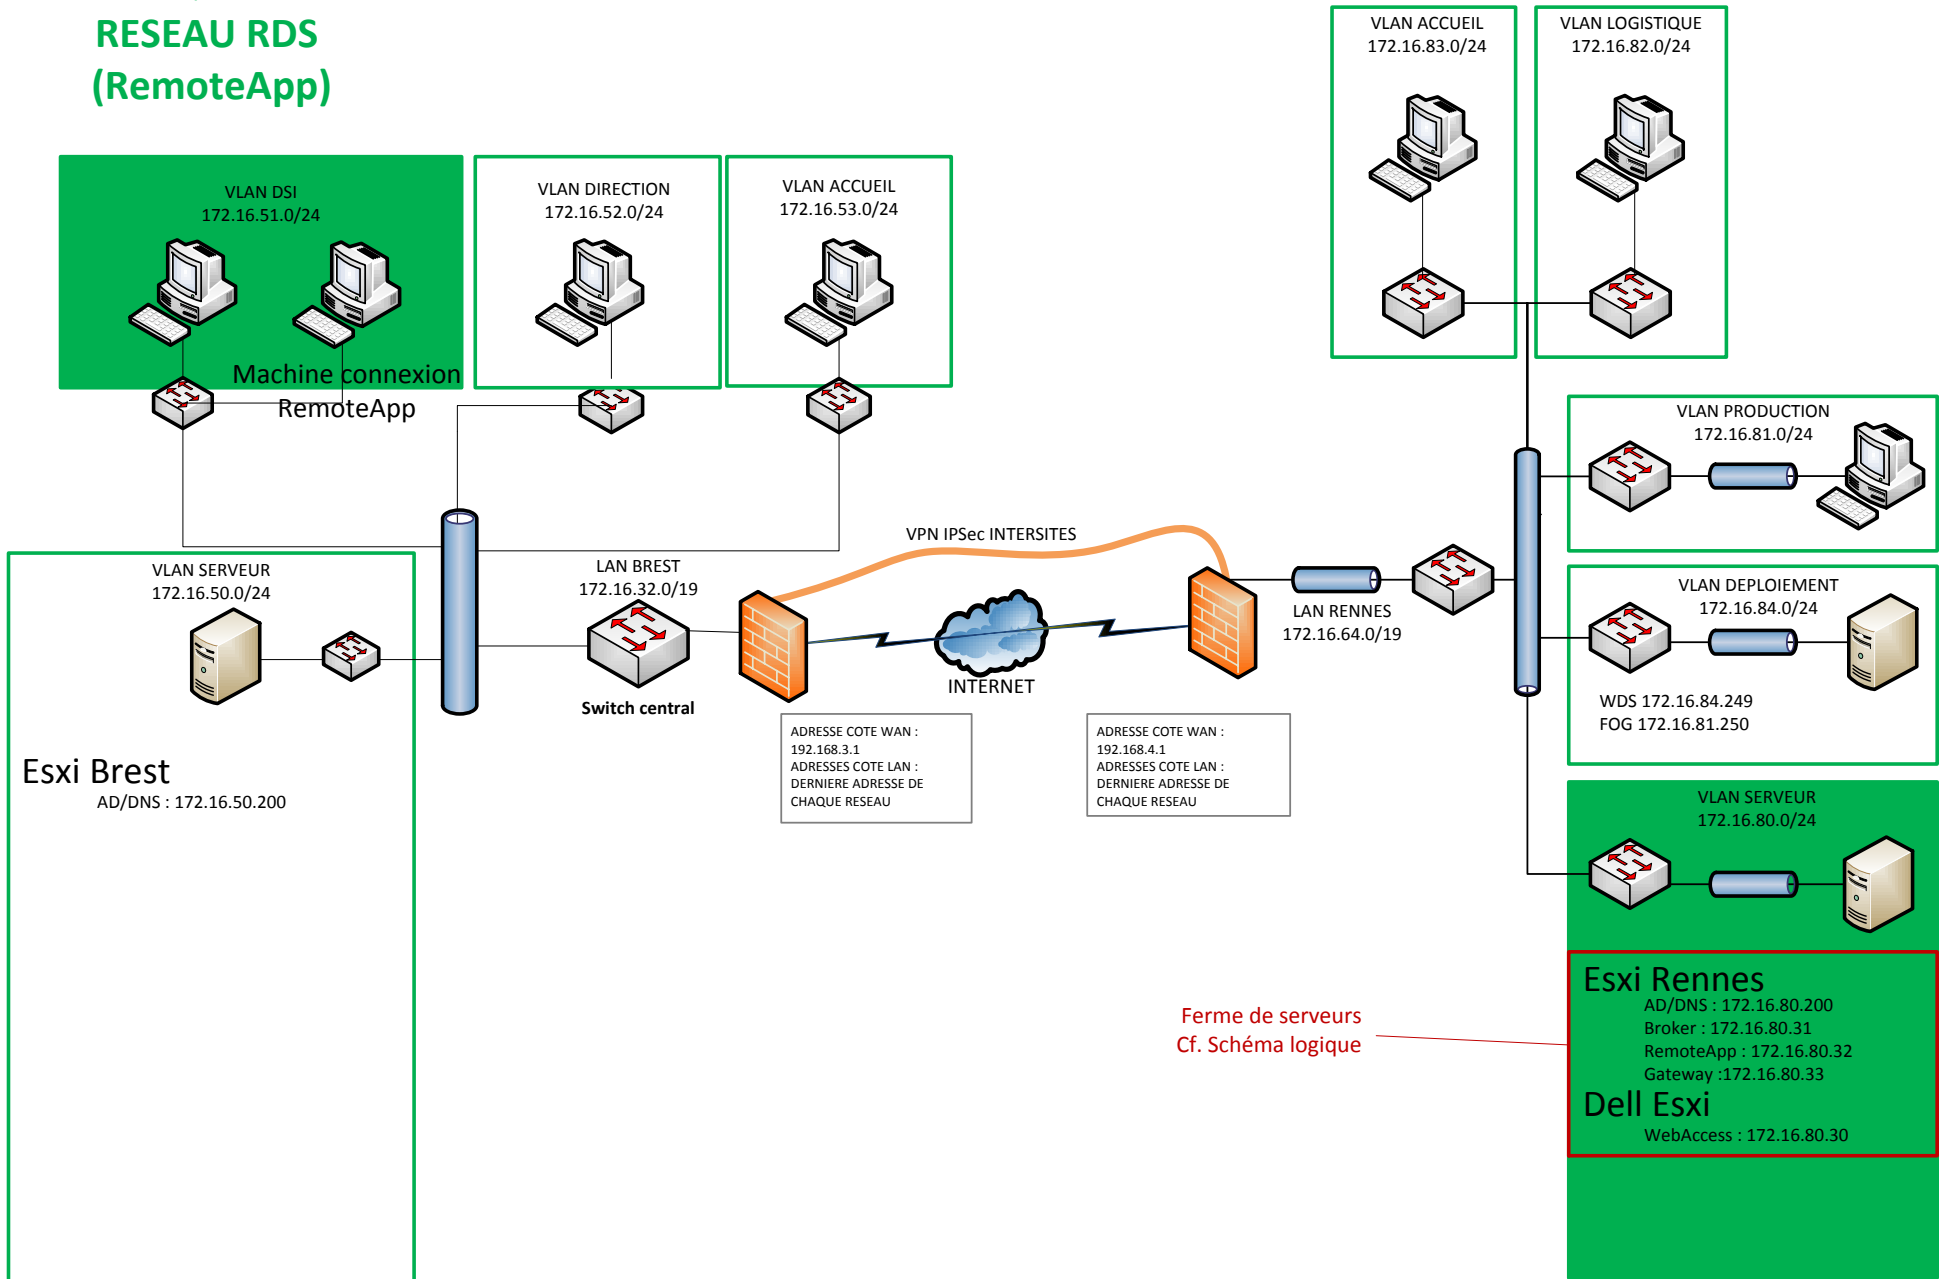 RESEAU RDS
(RemoteApp)
VLAN ACCUEIL
172.16.83.0/24
VLAN LOGISTIQUE
172.16.82.0/24
VLAN DSI
172.16.51.0/24
Machine connexion
RemoteApp
VLAN DIRECTION
172.16.52.0/24
VLAN ACCUEIL
172.16.53.0/24
VLAN PRODUCTION
172.16.81.0/24
VLAN SERVEUR
172.16.50.0/24
Esxi Brest
AD/DNS : 172.16.50.200
LAN BREST
172.16.32.0/19
Switch central
VPN IPSec INTERSITES
INTERNET
ADRESSE COTE WAN :
192.168.3.1
ADRESSES COTE LAN :
DERNIERE ADRESSE DE
CHAQUE RESEAU
ADRESSE COTE WAN :
192.168.4.1
ADRESSES COTE LAN :
DERNIERE ADRESSE DE
CHAQUE RESEAU
LAN RENNES
172.16.64.0/19
VLAN DEPLOIEMENT
172.16.84.0/24
WDS 172.16.84.249
FOG 172.16.81.250
VLAN SERVEUR
172.16.80.0/24
Ferme de serveurs
Cf. Schéma logique
Esxi Rennes
AD/DNS : 172.16.80.200
Broker : 172.16.80.31
RemoteApp : 172.16.80.32
Gateway :172.16.80.33
Dell Esxi
WebAccess : 172.16.80.30